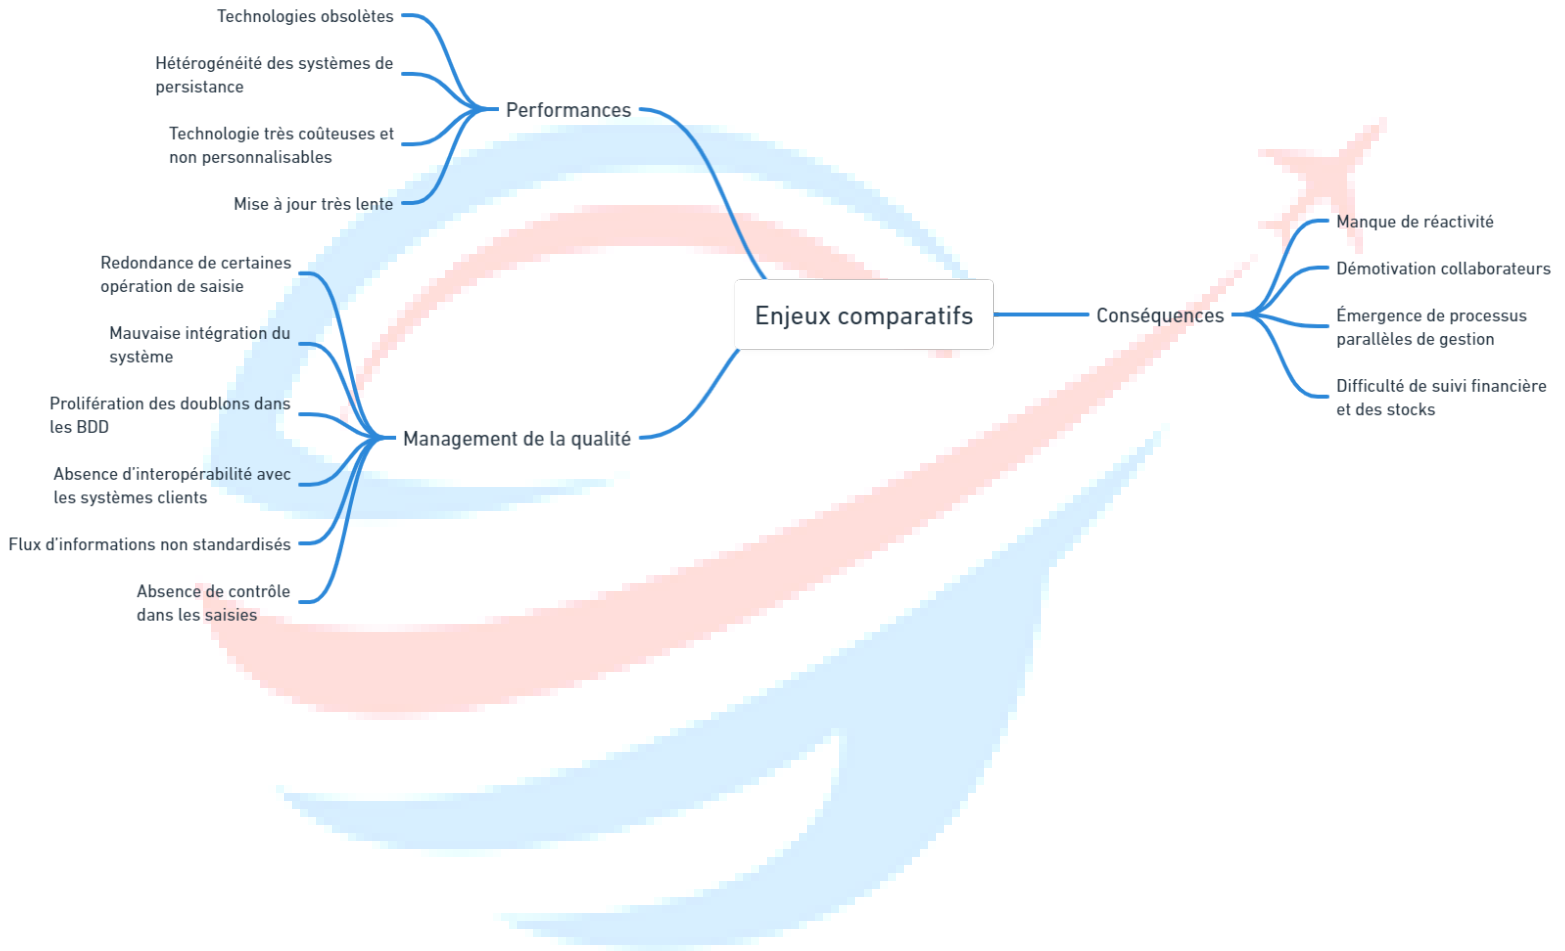 Technologies obsolètes
Hétérogénéité des systèmes de
persistance
Technologie très coûteuses et
non personnalisables
Mise à jour très lente
Performances
Redondance de certaines
opération de saisie
Mauvaise intégration du
système
Prolifération des doublons dans
les BDD
Absence d'interopérabilité avec
les systèmes clients
Flux d'informations non standardisés
Absence de contrôle
dans les saisies
Management de la qualité
Enjeux comparatifs
Conséquences
Manque de réactivité
Démotivation collaborateurs
Émergence de processus
parallèles de gestion
Difficulté de suivi financière
et des stocks